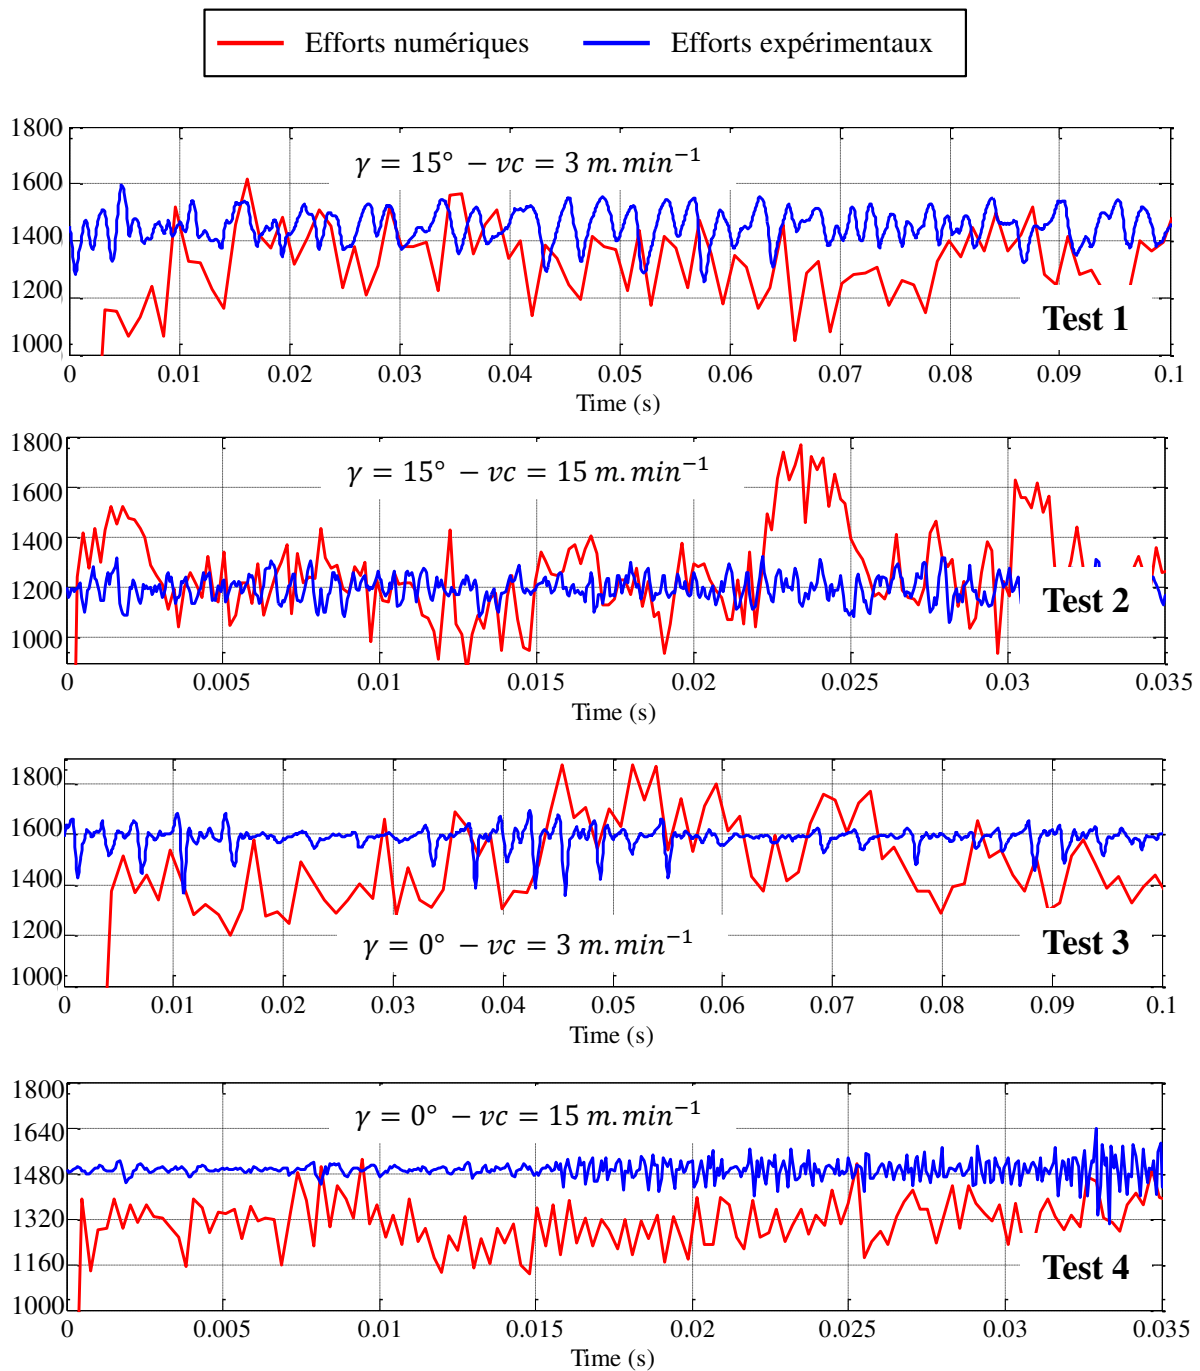 Efforts numériques Efforts expérimentaux
1800
1600
1400
1200
1000
γ = 15° − vc = 3 m.min⁻¹
Test 1
0 0.01 0.02 0.03 0.04 0.05 0.06 0.07 0.08 0.09 0.1
Time (s)
1800
1600
1400
1200
1000
γ = 15° − vc = 15 m.min⁻¹
Test 2
0 0.005 0.01 0.015 0.02 0.025 0.03 0.035
Time (s)
1800
1600
1400
1200
1000
γ = 0° − vc = 3 m.min⁻¹
Test 3
0 0.01 0.02 0.03 0.04 0.05 0.06 0.07 0.08 0.09 0.1
Time (s)
1800
1640
1480
1320
1160
1000
γ = 0° − vc = 15 m.min⁻¹
Test 4
0 0.005 0.01 0.015 0.02 0.025 0.03 0.035
Time (s)